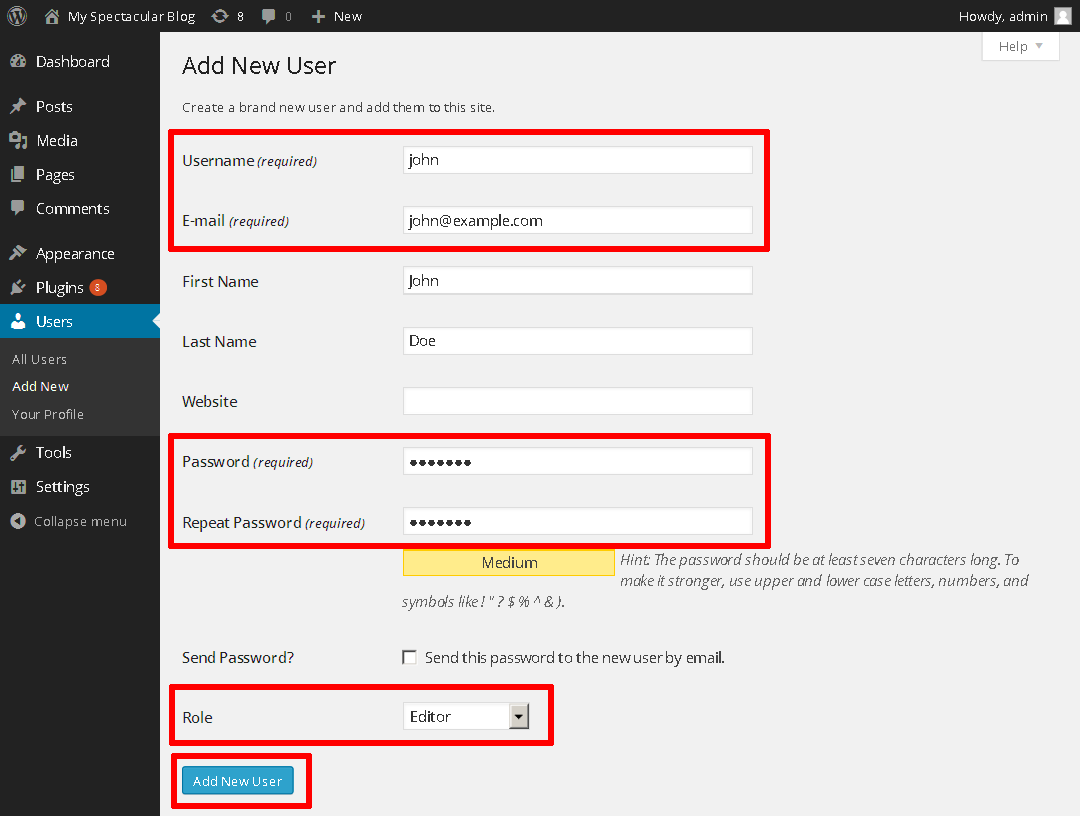 My Spectacular Blog 8 0 New Howdy, admin
Help
Dashboard
Posts
Media
Pages
Comments
Appearance
Plugins 8
Users
All Users
Add New
Your Profile
Tools
Settings
Collapse menu
Add New User
Create a brand new user and add them to this site.
Username (required) john
E-mail (required) john@example.com
First Name John
Last Name Doe
Website
Password (required) •••••••
Repeat Password (required) •••••••
Medium
Hint: The password should be at least seven characters long. To
make it stronger, use upper and lower case letters, numbers, and
symbols like ! " ? $ % ^ & ).
Send Password? Send this password to the new user by email.
Role Editor
Add New User